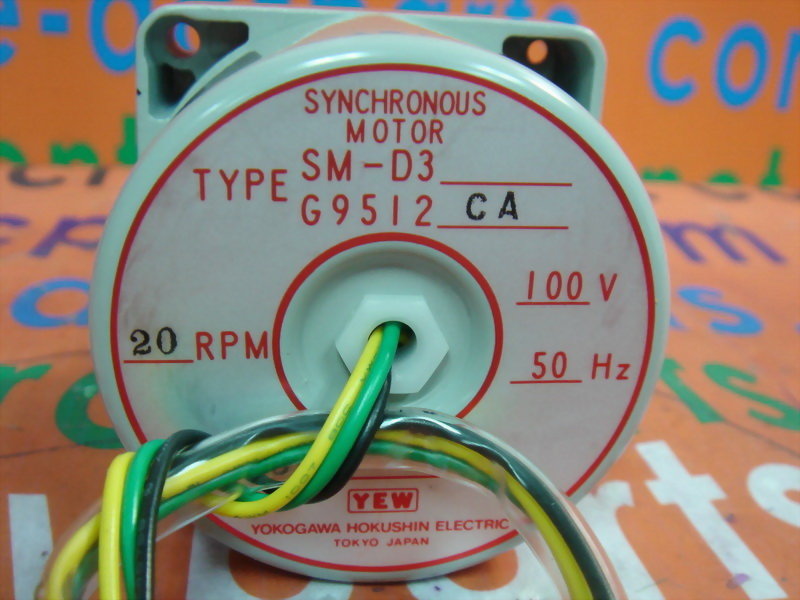 SYNCHRONOUS
MOTOR
TYPE SM-D3
G9512 CA
100 V
20 RPM
50 Hz
YEW
YOKOGAWA HOKUSHIN ELECTRIC
TOKYO JAPAN